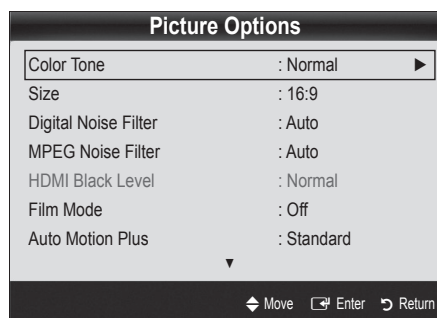 Picture Options
Color Tone : Normal ►
Size : 16:9
Digital Noise Filter : Auto
MPEG Noise Filter : Auto
HDMI Black Level : Normal
Film Mode : Off
Auto Motion Plus : Standard
▼
Move Enter Return